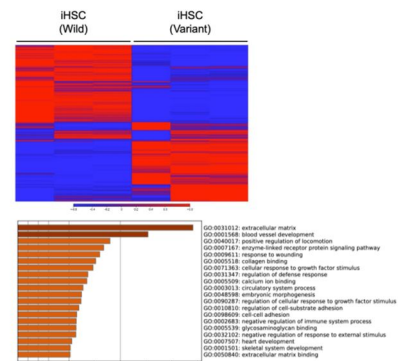 iHSC
(Wild)
iHSC
(Variant)
GO:0031012: extracellular matrix
GO:0001568: blood vessel development
GO:0040017: positive regulation of locomotion
GO:0007167: enzyme-linked receptor protein signaling pathway
GO:0009611: response to wounding
GO:0005518: collagen binding
GO:0071363: cellular response to growth factor stimulus
GO:0031347: regulation of defense response
GO:0005509: calcium ion binding
GO:0003013: circulatory system process
GO:0048598: embryonic morphogenesis
GO:0090287: regulation of cellular response to growth factor stimulus
GO:0010810: regulation of cell-substrate adhesion
GO:0098609: cell-cell adhesion
GO:0002683: negative regulation of immune system process
GO:0005539: glycosaminoglycan binding
GO:0032102: negative regulation of response to external stimulus
GO:0007507: heart development
GO:0001501: skeletal system development
GO:0050840: extracellular matrix binding